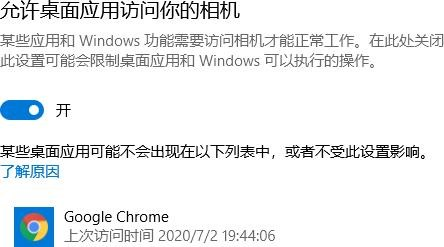 允许桌面应用访问你的相机
某些应用和 Windows 功能需要访问相机才能正常工作。在此处关闭
此设置可能会限制桌面应用和 Windows 可以执行的操作。
开
某些桌面应用可能不会出现在以下列表中，或者不受此设置影响。
了解原因
Google Chrome
上次访问时间 2020/7/2 19:44:06